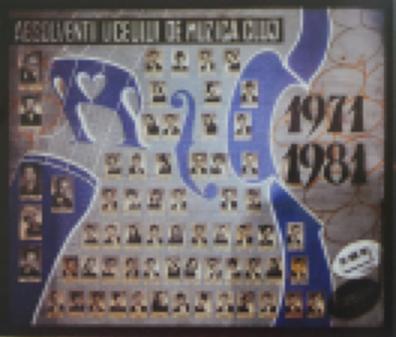 ABSOLVENȚII LICEULUI DE MUZICĂ CLUJ
1971
1981